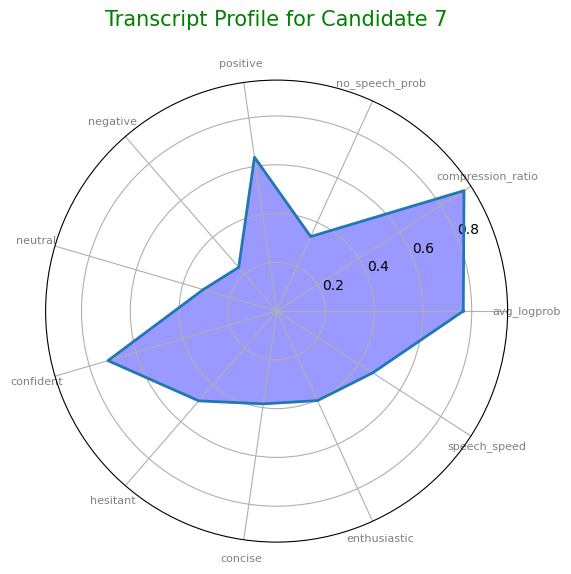 Transcript Profile for Candidate 7
positive
no_speech_prob
negative
compression_ratio
0.8
neutral
0.6
0.4
0.2
avg_logprob
confident
speech_speed
hesitant
enthusiastic
concise